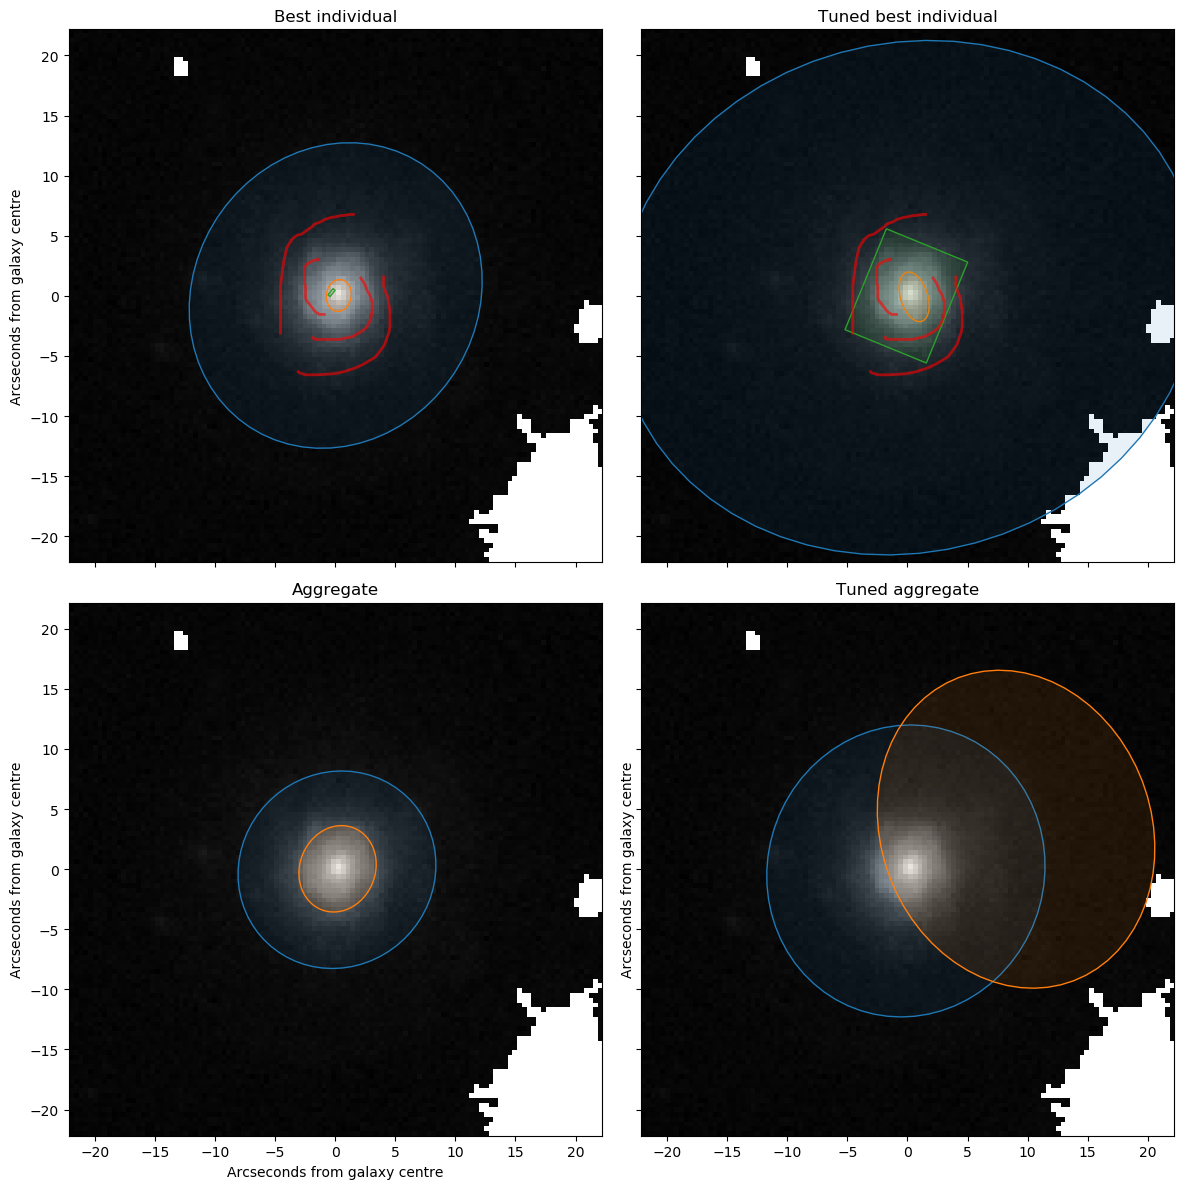 Best individual
Tuned best individual
20
15
10
5
0
−5
−10
−15
−20
Arcseconds from galaxy centre
Aggregate
Tuned aggregate
20
15
10
5
0
−5
−10
−15
−20
Arcseconds from galaxy centre
Arcseconds from galaxy centre
−20 −15 −10 −5 0 5 10 15 20
−20 −15 −10 −5 0 5 10 15 20
Arcseconds from galaxy centre